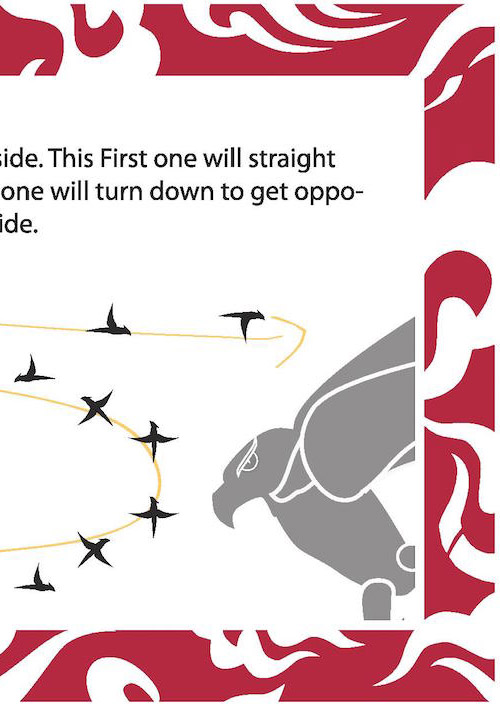 side. This First one will straight
one will turn down to get oppo-
ide.